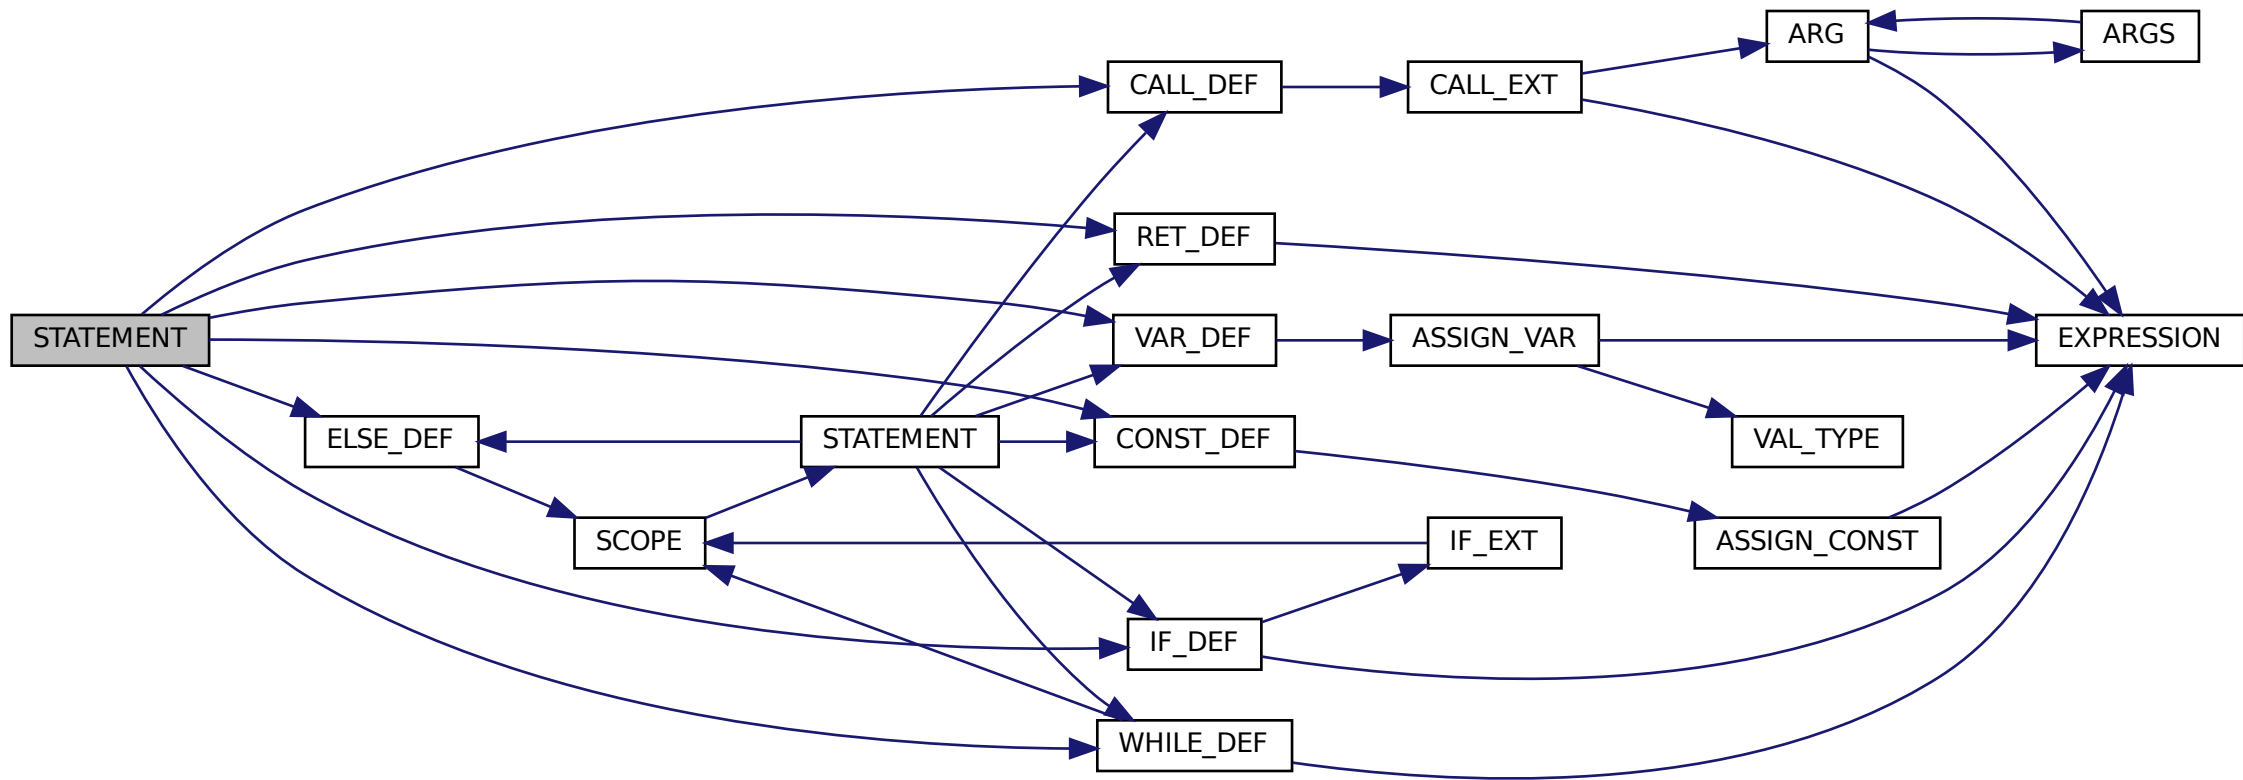 ARG
ARGS
CALL_DEF
CALL_EXT
RET_DEF
STATEMENT
VAR_DEF
ASSIGN_VAR
EXPRESSION
ELSE_DEF
STATEMENT
CONST_DEF
VAL_TYPE
SCOPE
IF_EXT
ASSIGN_CONST
IF_DEF
WHILE_DEF